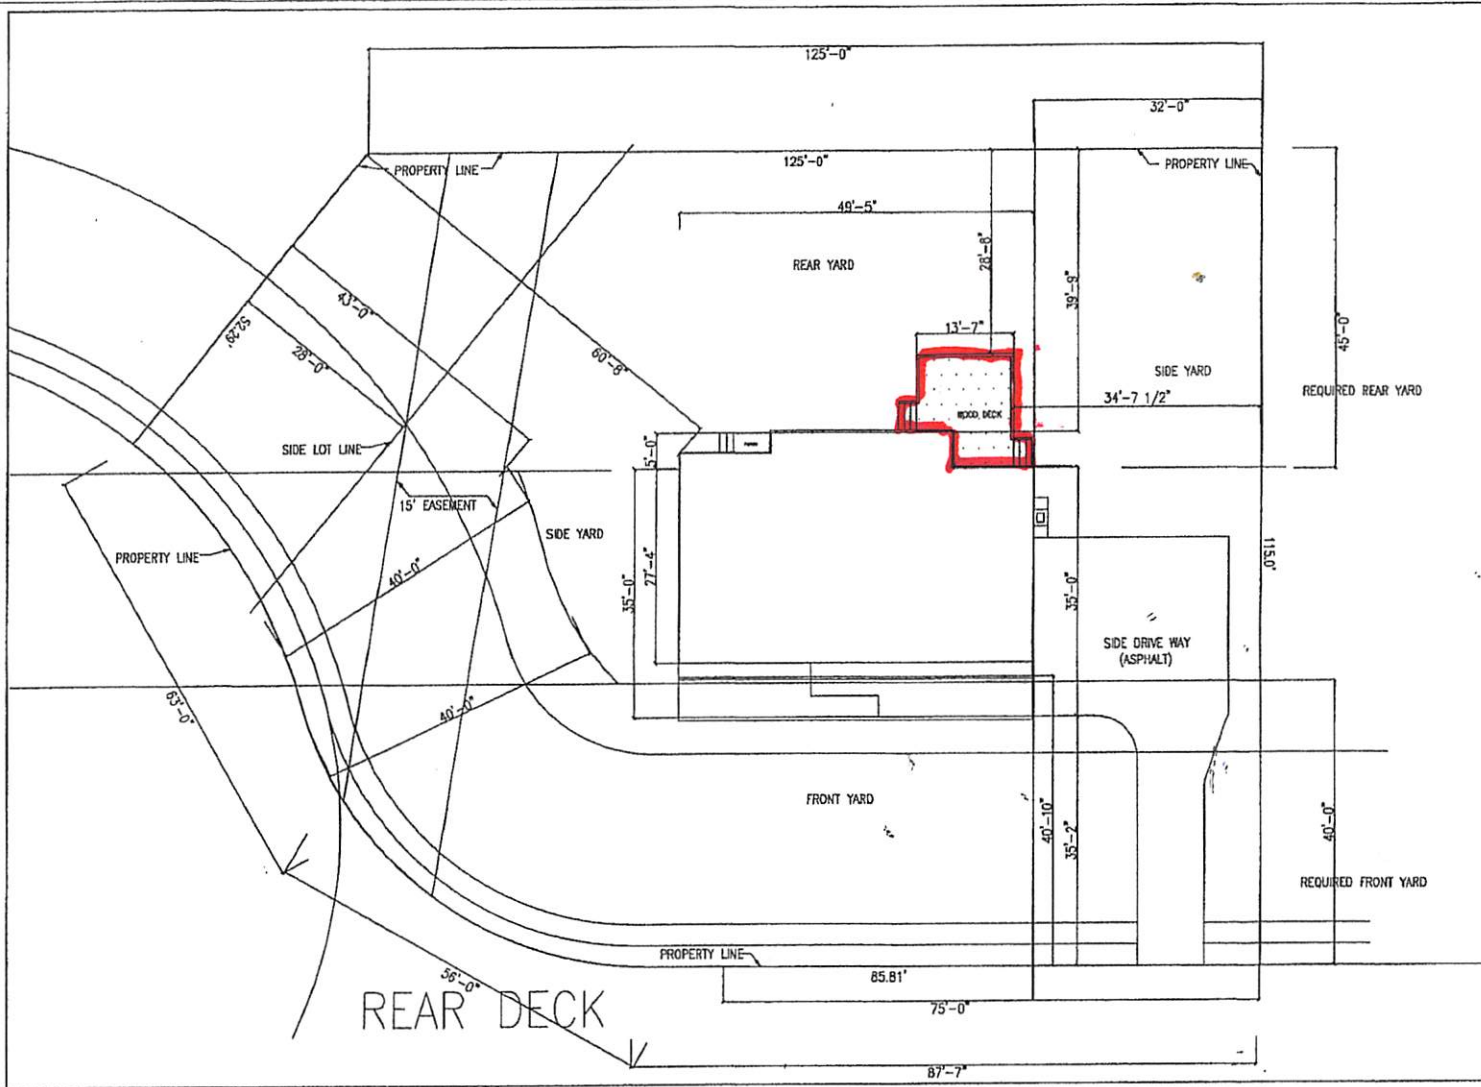 125'-0"
32'-0"
PROPERTY LINE
125'-0"
PROPERTY LINE
49'-5"
REAR YARD
28'-8"
39'-9"
43'-0"
52.29'
28'-0"
60'-8"
13'-7"
SIDE YARD
45'-0"
REQUIRED REAR YARD
34'-7 1/2"
WOOD DECK
SIDE LOT LINE
5'-0"
15' EASEMENT
SIDE YARD
PROPERTY LINE
40'-0"
35'-0"
27'-4"
35'-0"
115.0'
SIDE DRIVE WAY
(ASPHALT)
63'-0"
40'-0"
FRONT YARD
40'-10"
35'-2"
40'-0"
REQUIRED FRONT YARD
PROPERTY LINE
85.81'
56'-0"
REAR DECK
75'-0"
87'-7"